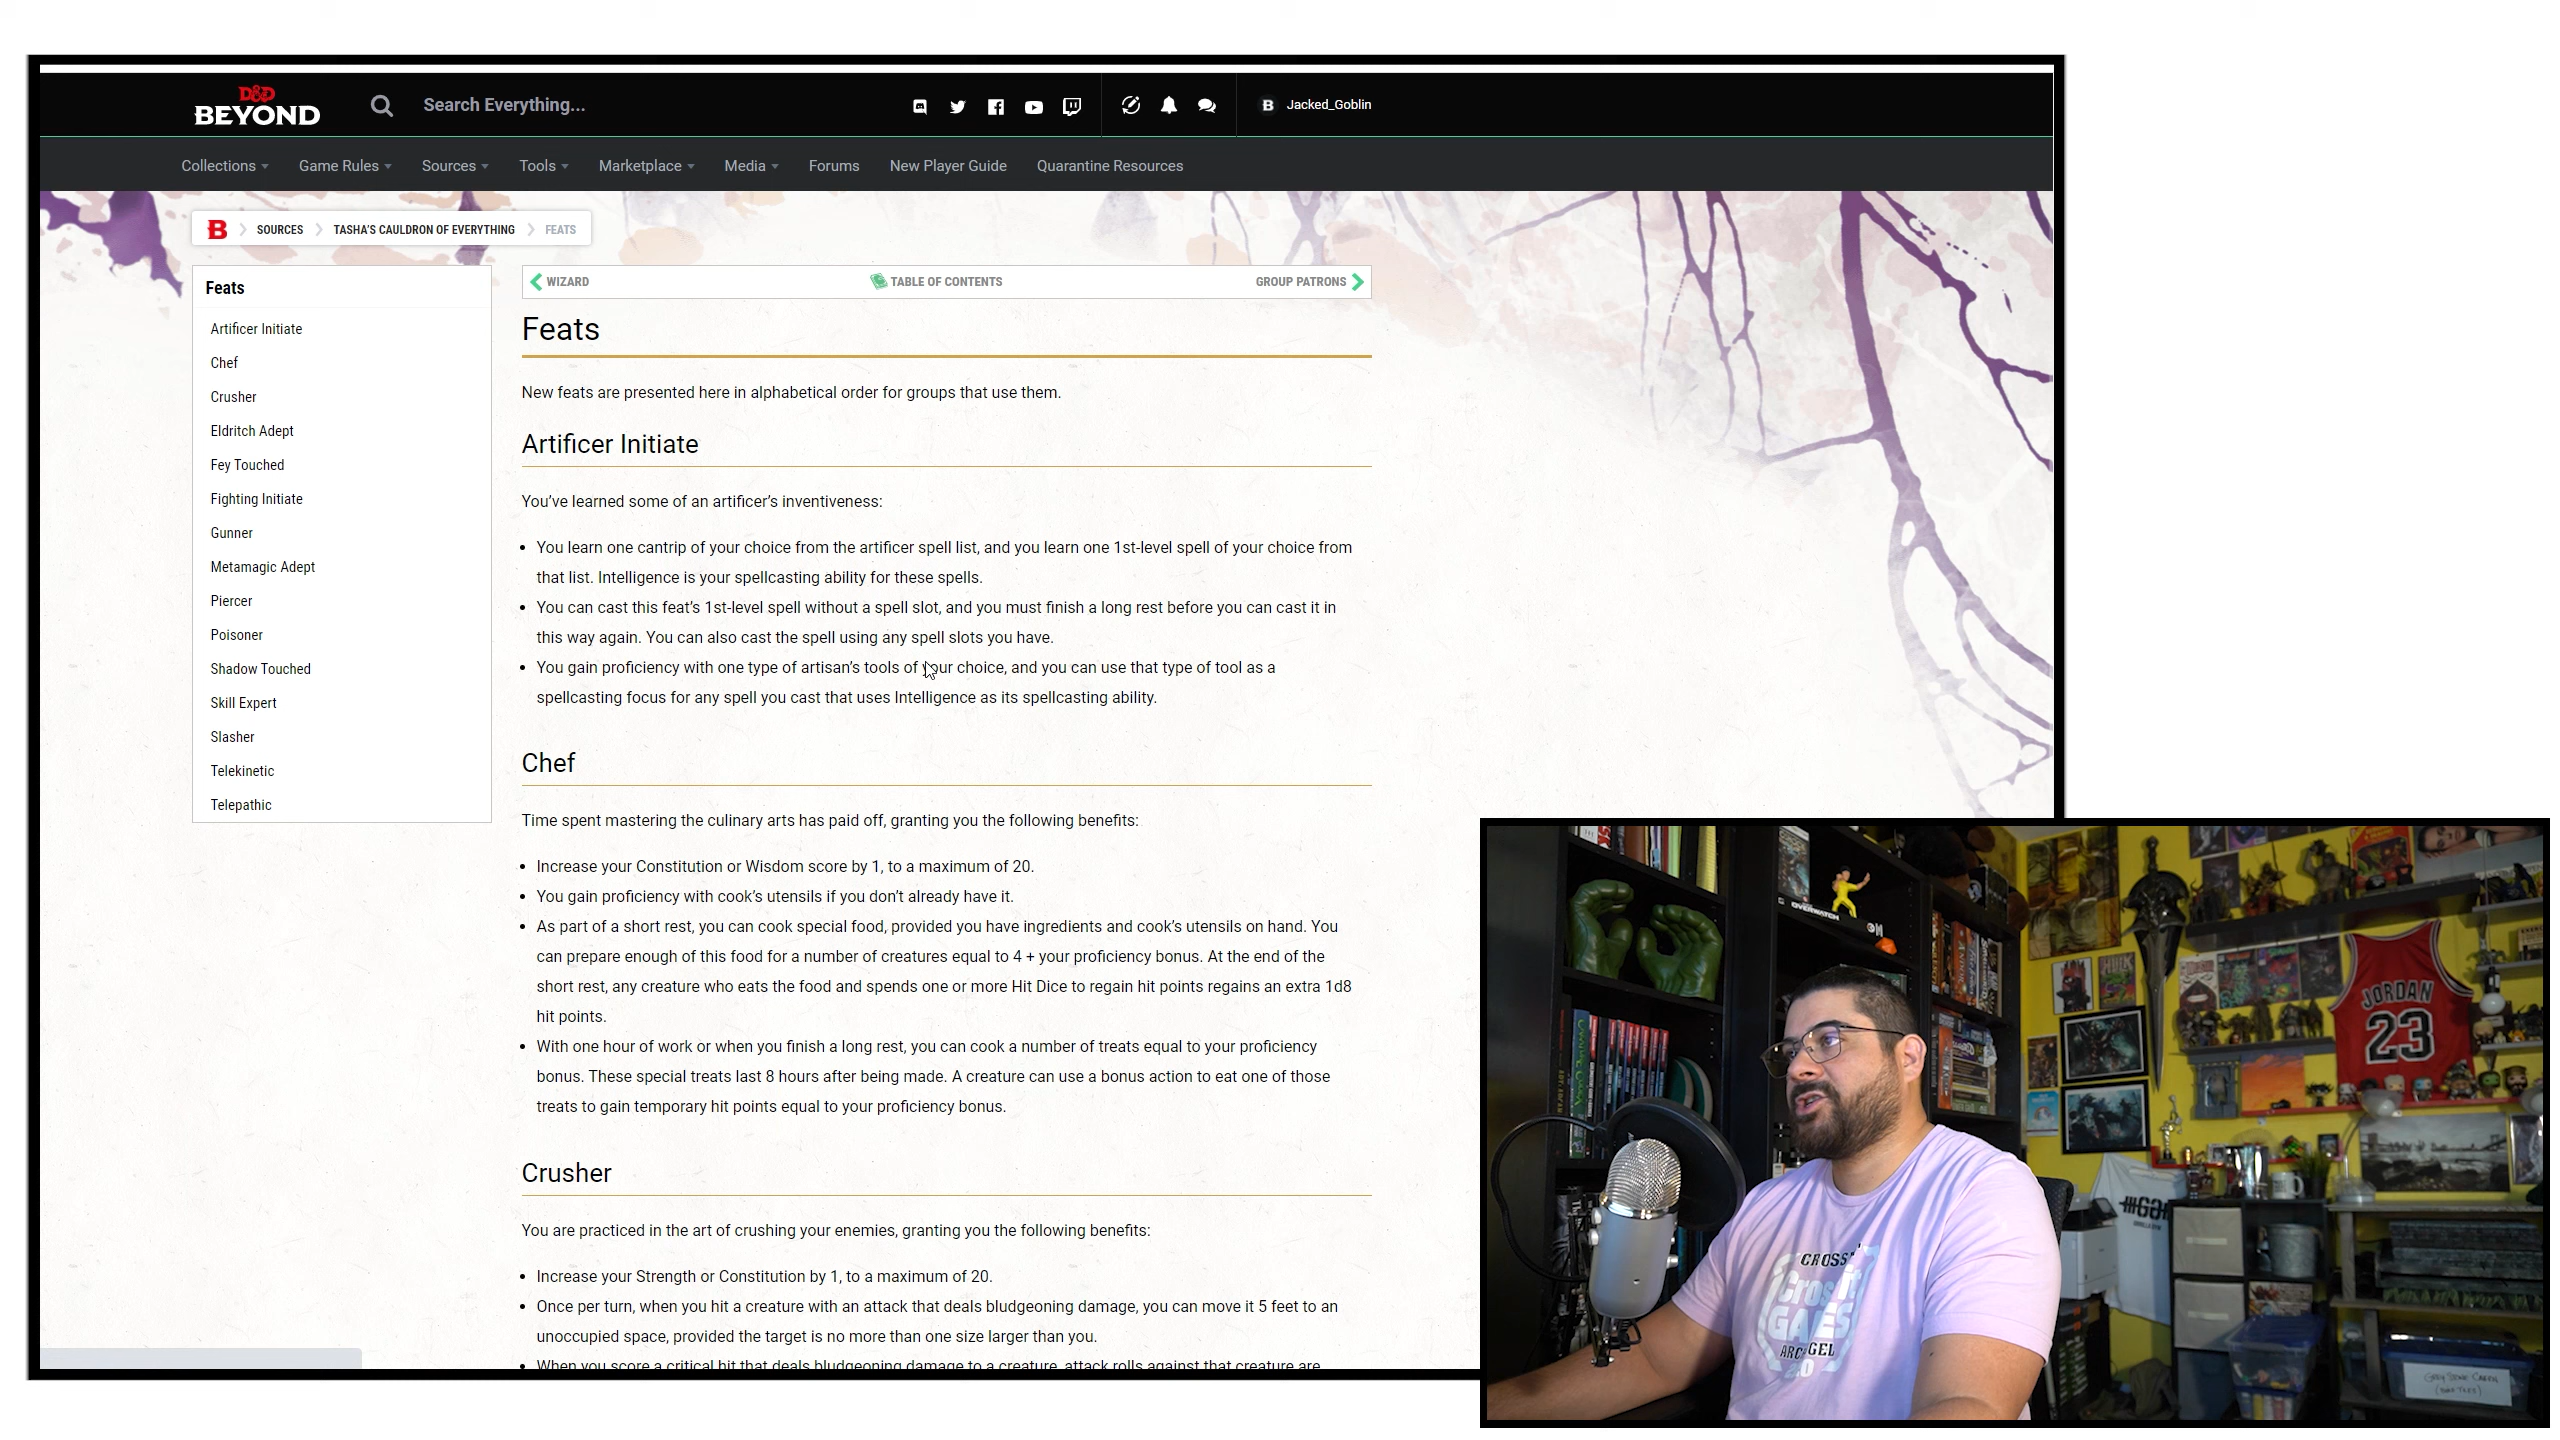 D&D
BEYOND
Search Everything...
Jacked_Goblin
Collections
Game Rules
Sources
Tools
Marketplace
Media
Forums
New Player Guide
Quarantine Resources
SOURCES
TASHA'S CAULDRON OF EVERYTHING
FEATS
Feats
Artificer Initiate
Chef
Crusher
Eldritch Adept
Fey Touched
Fighting Initiate
Gunner
Metamagic Adept
Piercer
Poisoner
Shadow Touched
Skill Expert
Slasher
Telekinetic
Telepathic
WIZARD
TABLE OF CONTENTS
GROUP PATRONS
Feats
New feats are presented here in alphabetical order for groups that use them.
Artificer Initiate
You've learned some of an artificer's inventiveness:
• You learn one cantrip of your choice from the artificer spell list, and you learn one 1st-level spell of your choice from
that list. Intelligence is your spellcasting ability for these spells.
• You can cast this feat's 1st-level spell without a spell slot, and you must finish a long rest before you can cast it in
this way again. You can also cast the spell using any spell slots you have.
• You gain proficiency with one type of artisan's tools of your choice, and you can use that type of tool as a
spellcasting focus for any spell you cast that uses Intelligence as its spellcasting ability.
Chef
Time spent mastering the culinary arts has paid off, granting you the following benefits:
• Increase your Constitution or Wisdom score by 1, to a maximum of 20.
• You gain proficiency with cook's utensils if you don't already have it.
• As part of a short rest, you can cook special food, provided you have ingredients and cook's utensils on hand. You
can prepare enough of this food for a number of creatures equal to 4 + your proficiency bonus. At the end of the
short rest, any creature who eats the food and spends one or more Hit Dice to regain hit points regains an extra 1d8
hit points.
• With one hour of work or when you finish a long rest, you can cook a number of treats equal to your proficiency
bonus. These special treats last 8 hours after being made. A creature can use a bonus action to eat one of those
treats to gain temporary hit points equal to your proficiency bonus.
Crusher
You are practiced in the art of crushing your enemies, granting you the following benefits:
• Increase your Strength or Constitution by 1, to a maximum of 20.
• Once per turn, when you hit a creature with an attack that deals bludgeoning damage, you can move it 5 feet to an
unoccupied space, provided the target is no more than one size larger than you.
• When you score a critical hit that deals bludgeoning damage to a creature, attack rolls against that creature are
OVERWATCH
JORDAN
23
CROSS
CrossFit
GAMES